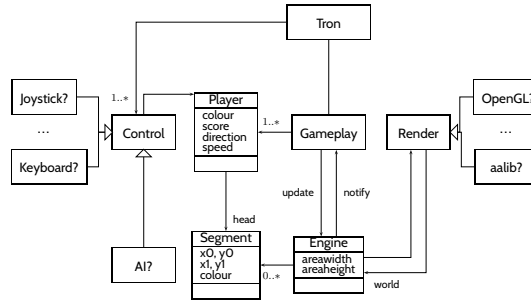 Tron
Joystick?
...
Keyboard?
1..*
Control
Player
colour
score
direction
speed
1..*
Gameplay
Render
OpenGL?
...
aalib?
update
notify
head
AI?
Segment
x0, y0
x1, y1
colour
0..*
Engine
areawidth
areaheight
world